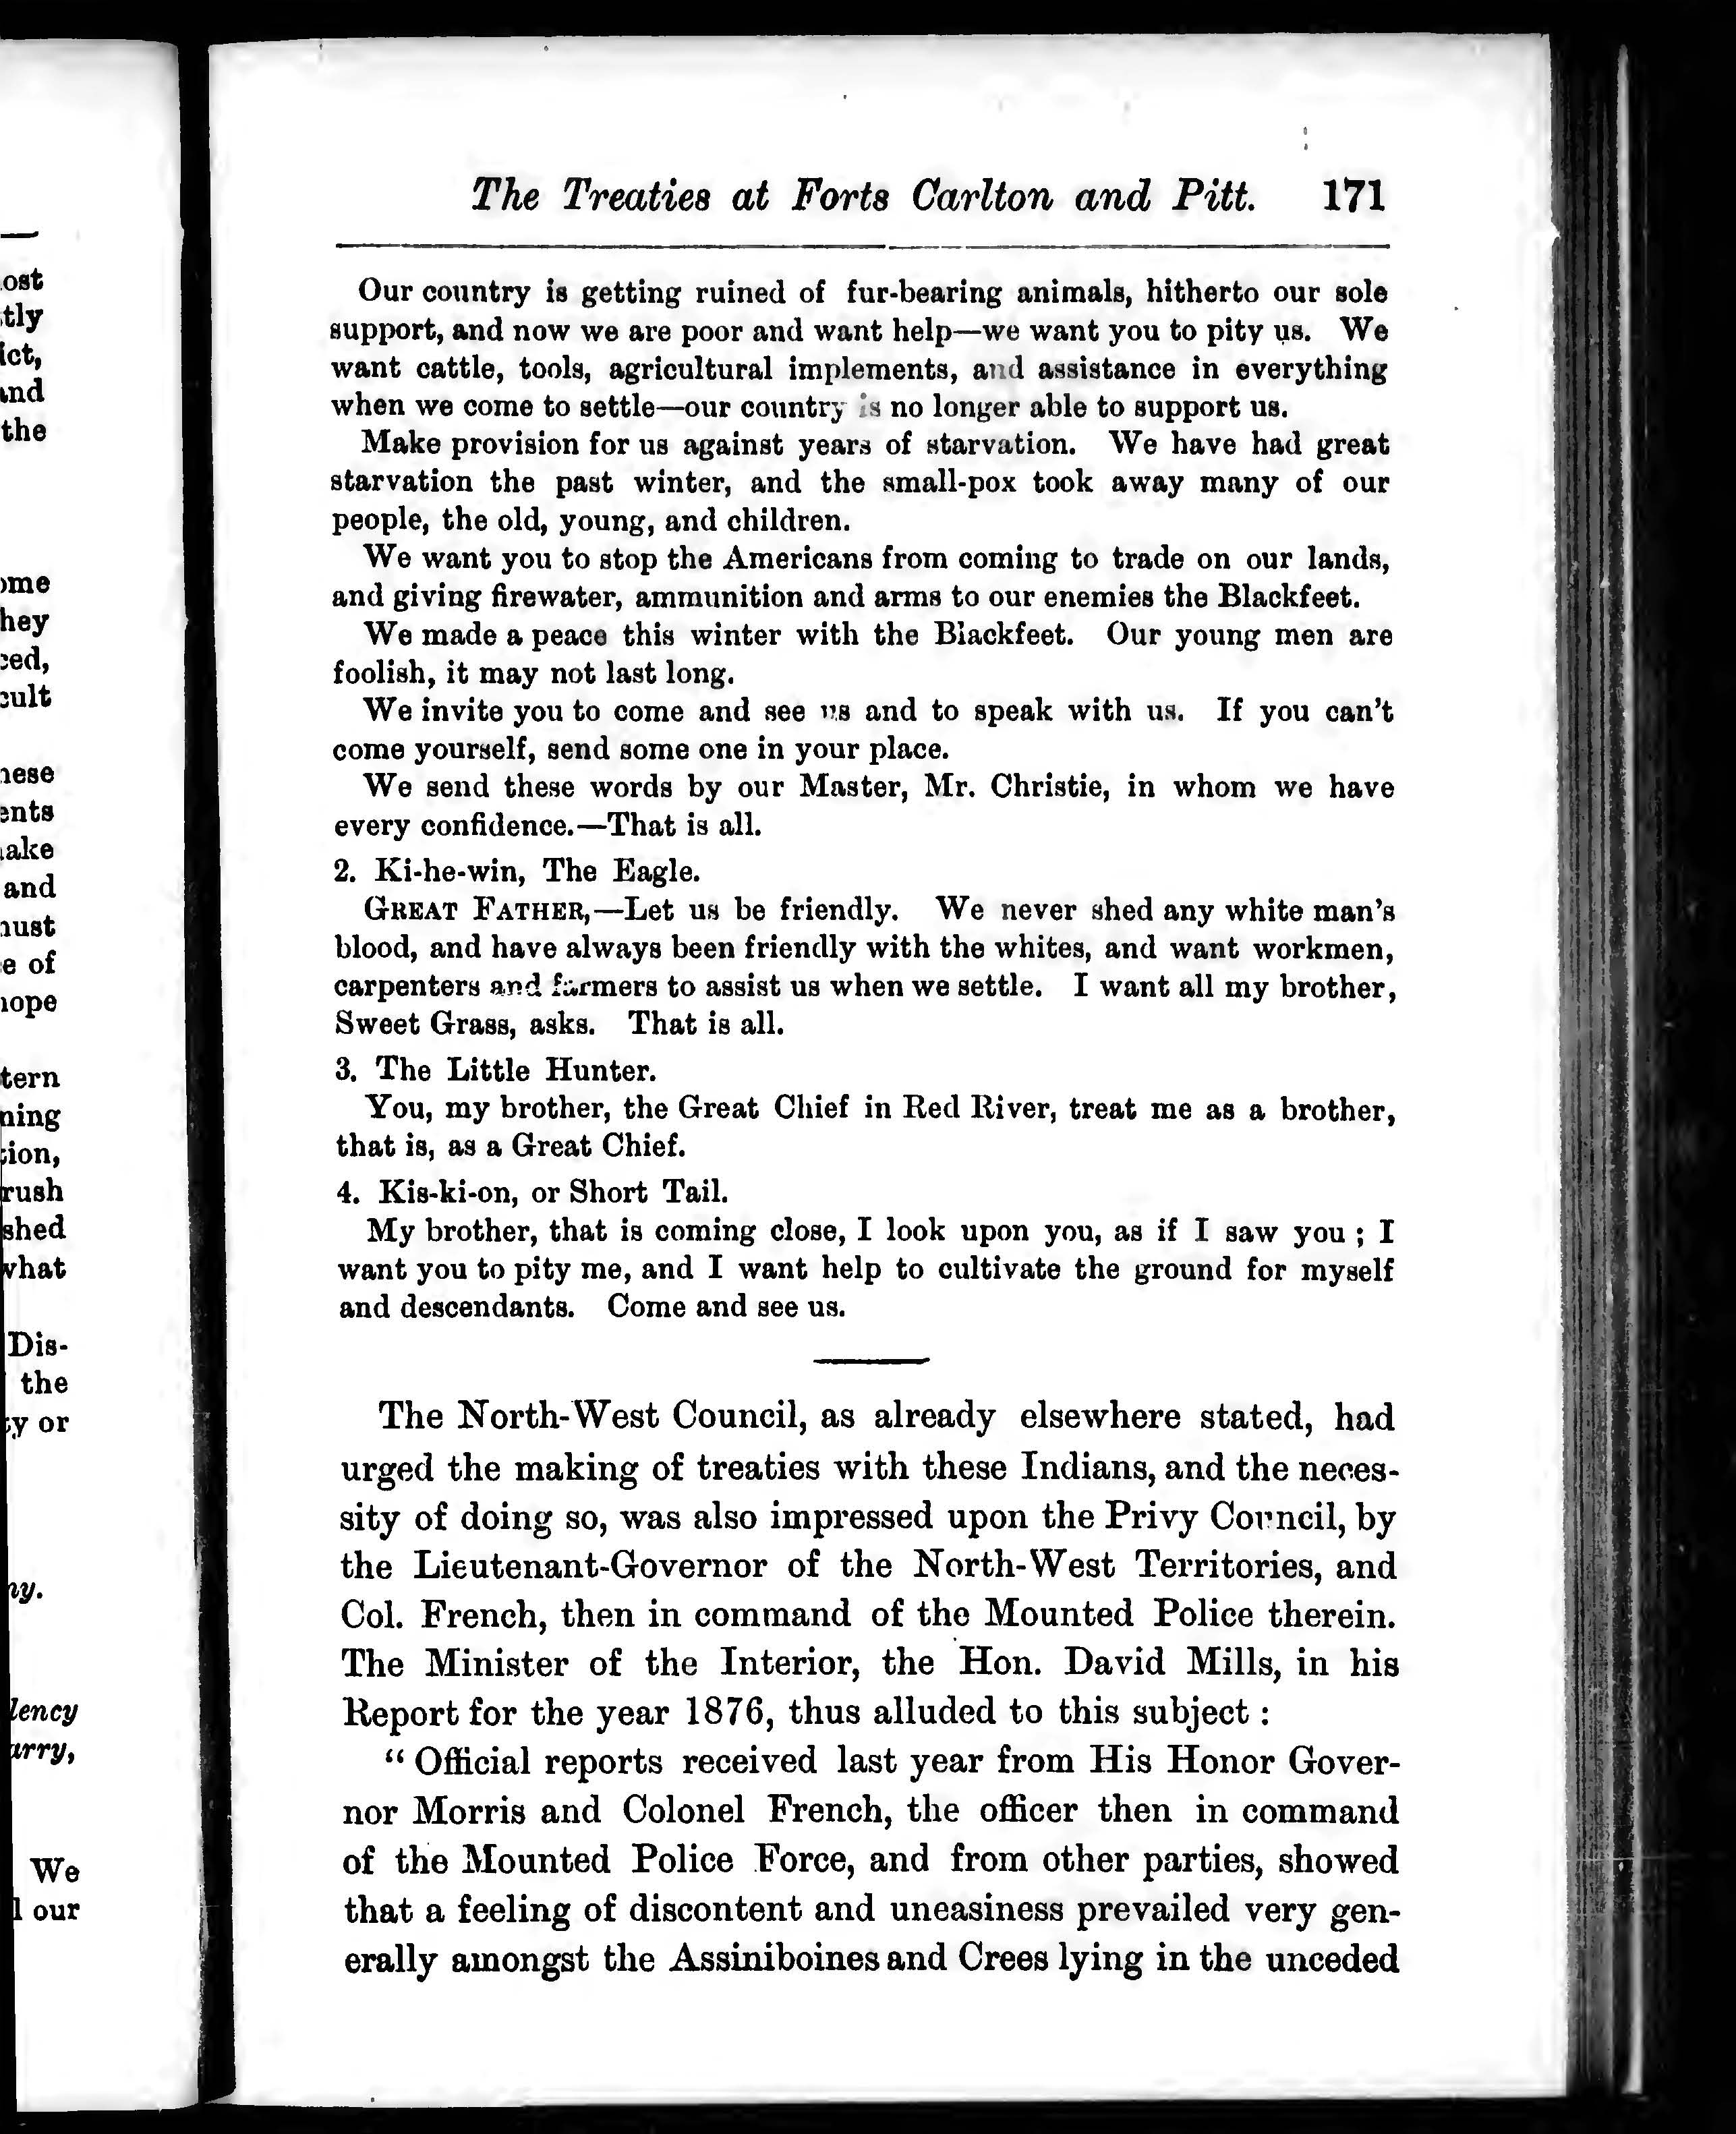 The Treaties at Forts Carlton and Pitt. 171
Our country is getting ruined of fur-bearing animals, hitherto our sole
support, and now we are poor and want help—we want you to pity us. We
want cattle, tools, agricultural implements, and assistance in everything
when we come to settle—our country is no longer able to support us.
Make provision for us against years of starvation. We have had great
starvation the past winter, and the small-pox took away many of our
people, the old, young, and children.
We want you to stop the Americans from coming to trade on our lands,
and giving firewater, ammunition and arms to our enemies the Blackfeet.
We made a peace this winter with the Blackfeet. Our young men are
foolish, it may not last long.
We invite you to come and see us and to speak with us. If you can't
come yourself, send some one in your place.
We send these words by our Master, Mr. Christie, in whom we have
every confidence.—That is all.
2. Ki-he-win, The Eagle.
GREAT FATHER,—Let us be friendly. We never shed any white man's
blood, and have always been friendly with the whites, and want workmen,
carpenters and farmers to assist us when we settle. I want all my brother,
Sweet Grass, asks. That is all.
3. The Little Hunter.
You, my brother, the Great Chief in Red River, treat me as a brother,
that is, as a Great Chief.
4. Kis-ki-on, or Short Tail.
My brother, that is coming close, I look upon you, as if I saw you ; I
want you to pity me, and I want help to cultivate the ground for myself
and descendants. Come and see us.
The North-West Council, as already elsewhere stated, had
urged the making of treaties with these Indians, and the neces-
sity of doing so, was also impressed upon the Privy Council, by
the Lieutenant-Governor of the North-West Territories, and
Col. French, then in command of the Mounted Police therein.
The Minister of the Interior, the Hon. David Mills, in his
Report for the year 1876, thus alluded to this subject :
“ Official reports received last year from His Honor Gover-
nor Morris and Colonel French, the officer then in command
of the Mounted Police Force, and from other parties, showed
that a feeling of discontent and uneasiness prevailed very gen-
erally amongst the Assiniboines and Crees lying in the unceded